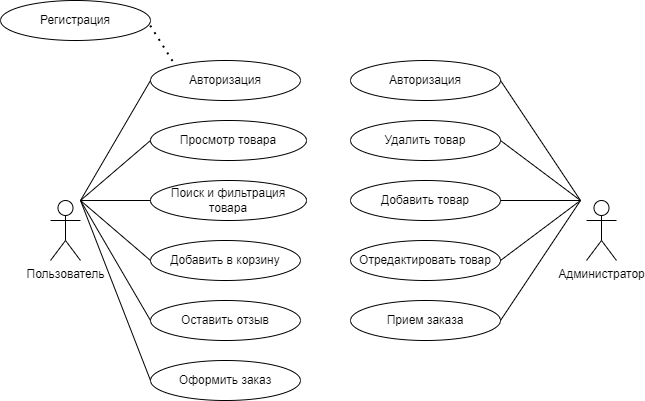 Регистрация
Авторизация
Авторизация
Просмотр товара
Удалить товар
Поиск и фильтрация
товара
Добавить товар
Добавить в корзину
Отредактировать товар
Пользователь
Администратор
Оставить отзыв
Прием заказа
Оформить заказ